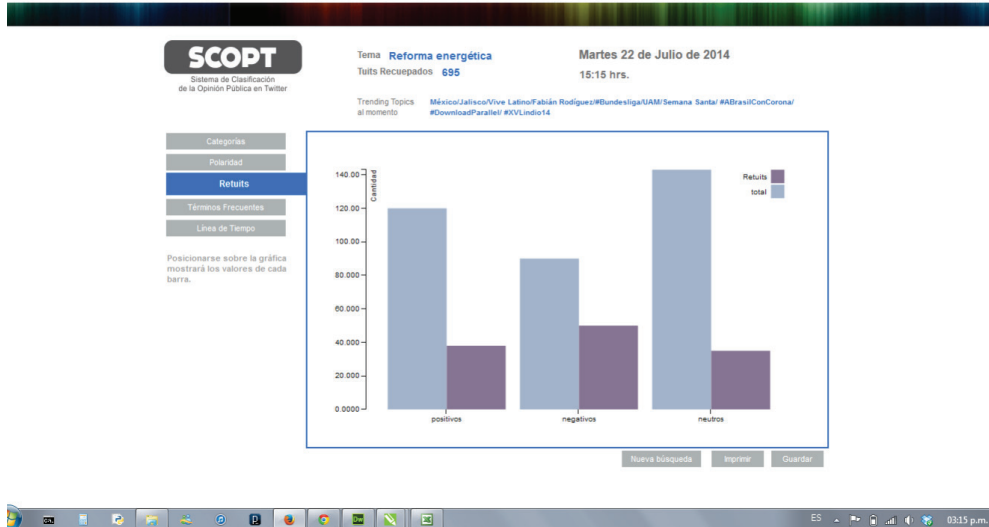 SCOPT
Sistema de Clasificación
de la Opinión Pública en Twitter
Tema Reforma energética
Tuits Recuepados 695
Martes 22 de Julio de 2014
15:15 hrs.
Trending Topics
al momento
México/Jalisco/Vive Latino/Fabián Rodíguez/#Bundesliga/UAM/Semana Santa/ #ABrasilConCorona/
#DownloadParallel/ #XVLindio14
Categorías
Polaridad
Retuits
Términos Frecuentes
Línea de Tiempo
Posicionarse sobre la gráfica
mostrará los valores de cada
barra.
Cantidad
140.00
120.00
100.00
80.000
60.000
40.000
20.000
0.0000
Retuits
total
positivos
negativos
neutros
Nueva búsqueda
Imprimir
Guardar
Dw
ES
03:15 p.m.